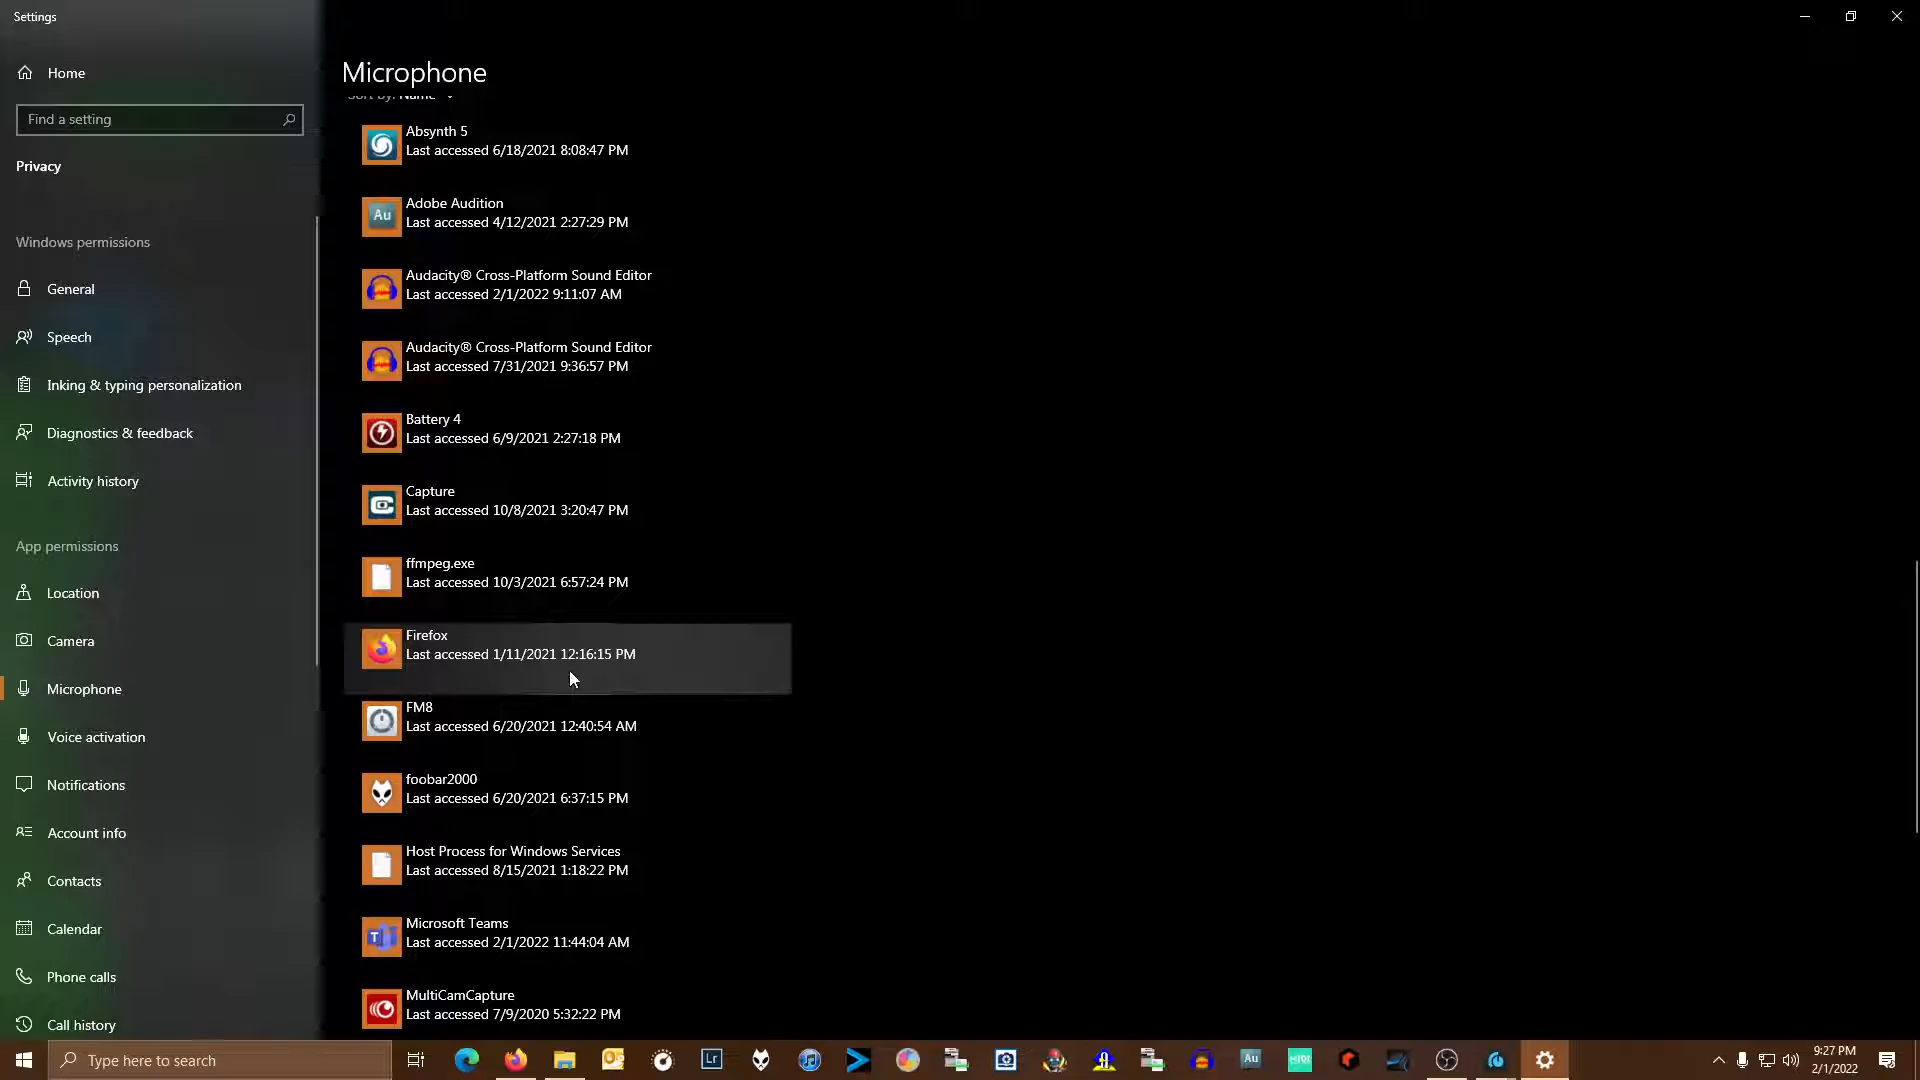 Settings
Home
Find a setting
Privacy
Windows permissions
General
Speech
Inking & typing personalization
Diagnostics & feedback
Activity history
App permissions
Location
Camera
Microphone
Voice activation
Notifications
Account info
Contacts
Calendar
Phone calls
Call history
Microphone
Sort by: Name
Absynth 5
Last accessed 6/18/2021 8:08:47 PM
Au
Adobe Audition
Last accessed 4/12/2021 2:27:29 PM
Audacity® Cross-Platform Sound Editor
Last accessed 2/1/2022 9:11:07 AM
Audacity® Cross-Platform Sound Editor
Last accessed 7/31/2021 9:36:57 PM
Battery 4
Last accessed 6/9/2021 2:27:18 PM
Capture
Last accessed 10/8/2021 3:20:47 PM
ffmpeg.exe
Last accessed 10/3/2021 6:57:24 PM
Firefox
Last accessed 1/11/2021 12:16:15 PM
FM8
Last accessed 6/20/2021 12:40:54 AM
foobar2000
Last accessed 6/20/2021 6:37:15 PM
Host Process for Windows Services
Last accessed 8/15/2021 1:18:22 PM
Microsoft Teams
Last accessed 2/1/2022 11:44:04 AM
MultiCamCapture
Last accessed 7/9/2020 5:32:22 PM
Type here to search
Lr
Au
9:27 PM
2/1/2022